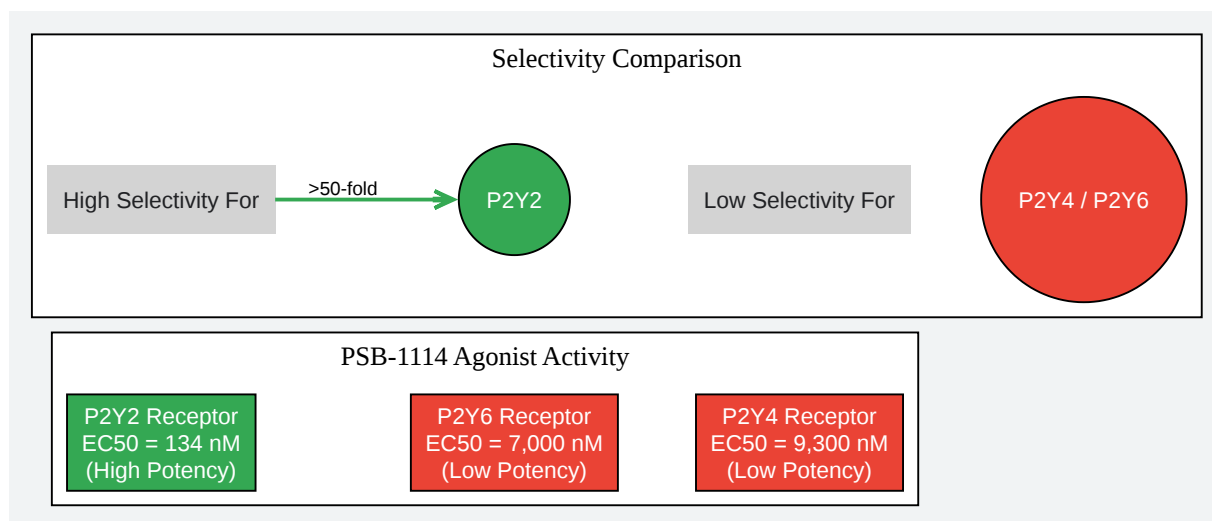 Selectivity Comparison
High Selectivity For
>50-fold
P2Y2
Low Selectivity For
P2Y4 / P2Y6
PSB-1114 Agonist Activity
P2Y2 Receptor
EC50 = 134 nM
(High Potency)
P2Y6 Receptor
EC50 = 7,000 nM
(Low Potency)
P2Y4 Receptor
EC50 = 9,300 nM
(Low Potency)